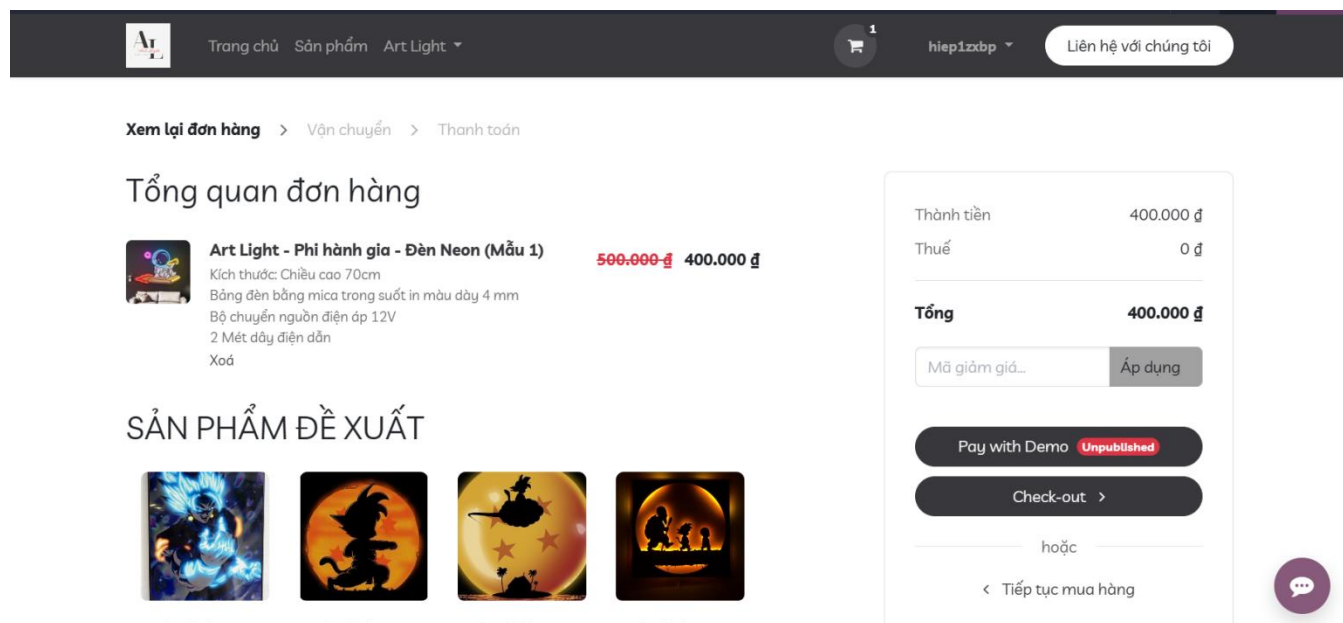 AL
Trang chủ Sản phẩm Art Light
1
hiep1zxbp
Liên hệ với chúng tôi
Xem lại đơn hàng > Vận chuyển > Thanh toán
Tổng quan đơn hàng
Art Light - Phi hành gia - Đèn Neon (Mẫu 1)
500.000 ₫ 400.000 ₫
Kích thước: Chiều cao 70cm
Bảng đèn bằng mica trong suốt in màu dày 4 mm
Bộ chuyển nguồn điện áp 12V
2 Mét dây điện dẫn
Xoá
SẢN PHẨM ĐỀ XUẤT
Thành tiền 400.000 ₫
Thuế 0 ₫
Tổng 400.000 ₫
Mã giảm giá... Áp dụng
Pay with Demo Unpublished
Check-out >
hoặc
< Tiếp tục mua hàng